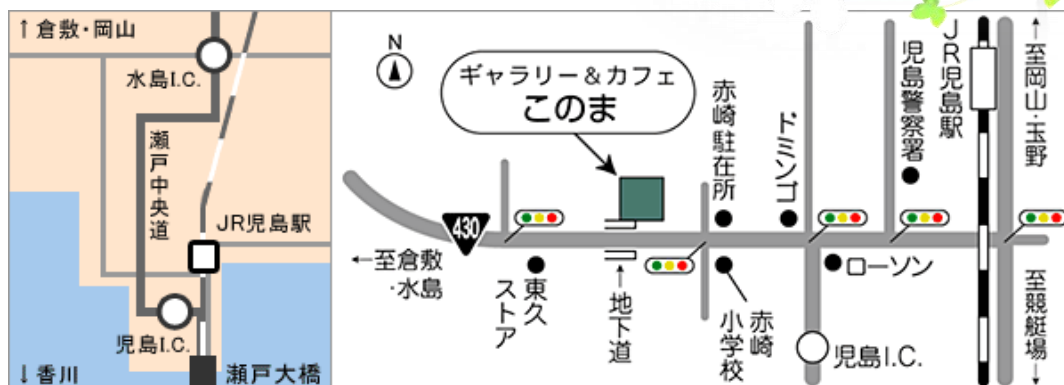 ↑倉敷・岡山
水島I.C.
瀬戸中央道
JR児島駅
児島I.C.
↓香川
瀬戸大橋
N
ギャラリー&カフェ
このま
赤崎駐在所
ドミンゴ
児島警察署
JR児島駅
←至岡山・玉野
430
←至倉敷
・水島
東久
ストア
←地下道
赤崎
小学校
ローソン
児島I.C.
至競艇場→